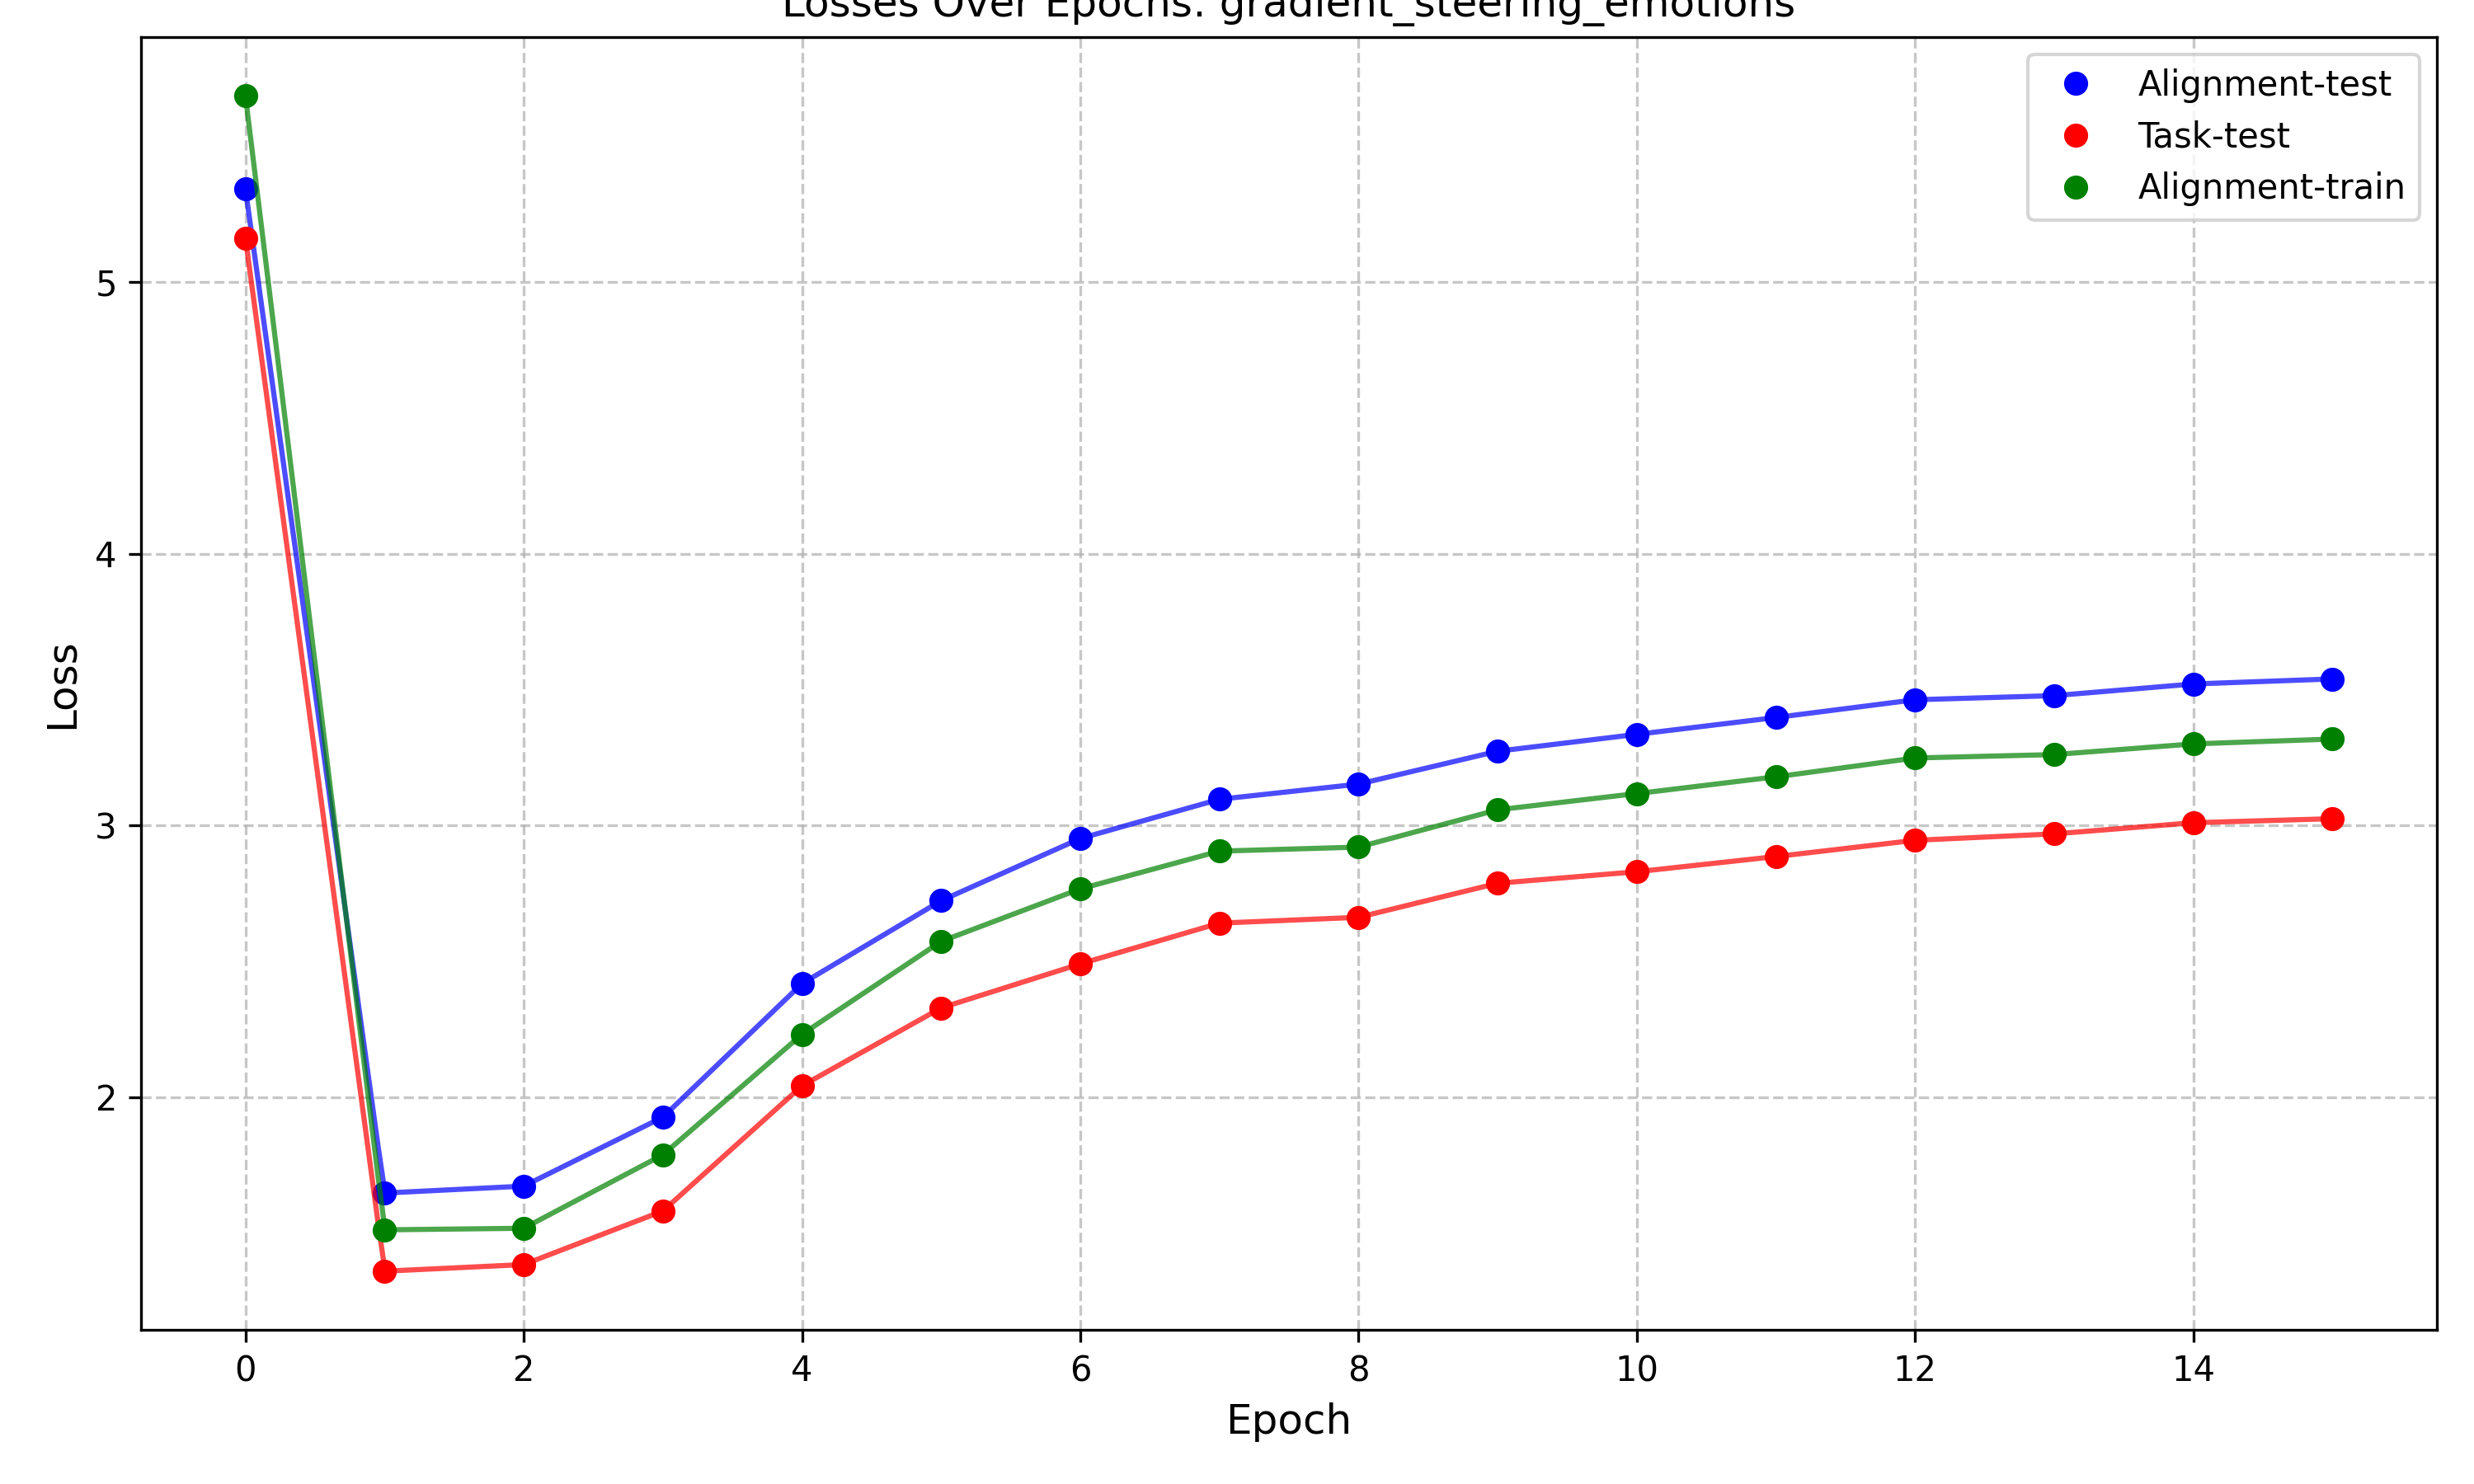 Losses Over Epochs: gradient_steering_emotions
Alignment-test
Task-test
Alignment-train
5
4
3
2
Loss
0 2 4 6 8 10 12 14
Epoch